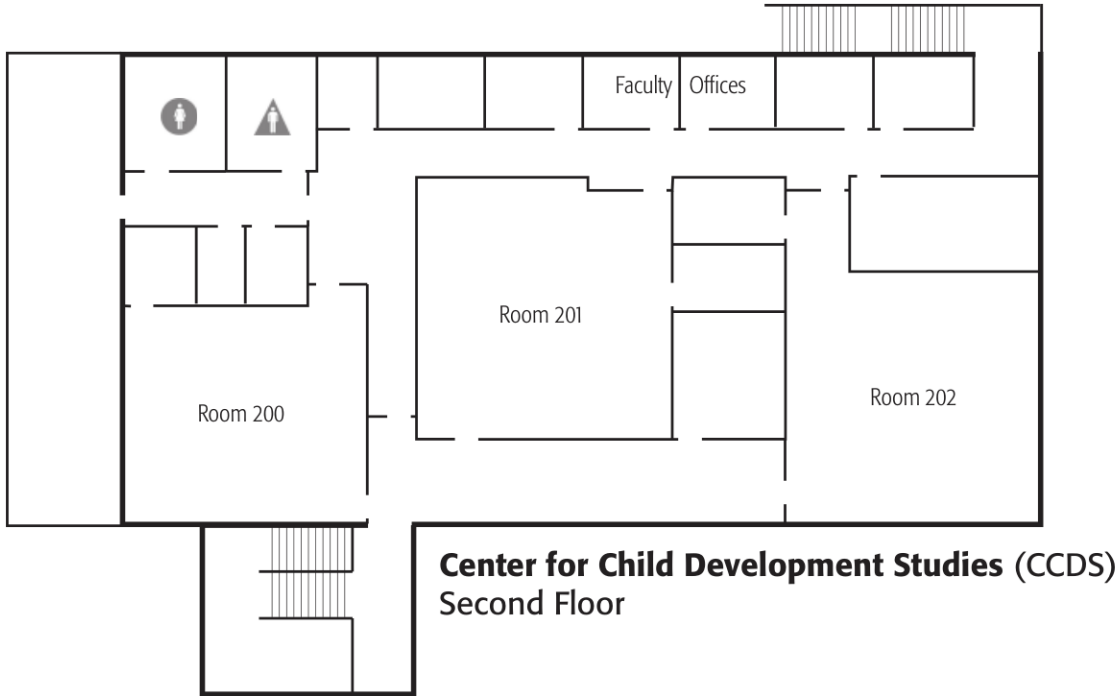 Faculty Offices
Room 201
Room 202
Room 200
Center for Child Development Studies (CCDS)
Second Floor